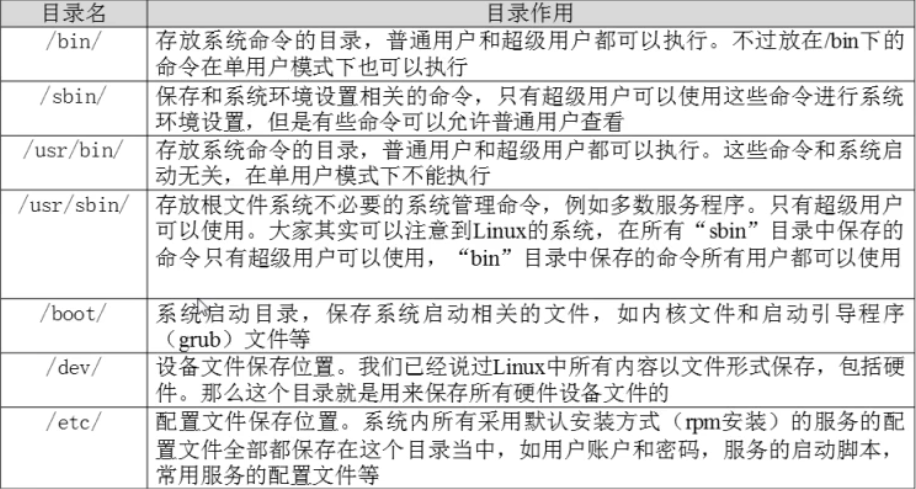 目录名 目录作用
/bin/ 存放系统命令的目录，普通用户和超级用户都可以执行。不过放在/bin下的
命令在单用户模式下也可以执行
/sbin/ 保存和系统环境设置相关的命令，只有超级用户可以使用这些命令进行系统
环境设置，但是有些命令可以允许普通用户查看
/usr/bin/ 存放系统命令的目录，普通用户和超级用户都可以执行。这些命令和系统启
动无关，在单用户模式下不能执行
/usr/sbin/ 存放根文件系统不必要的系统管理命令，例如多数服务程序。只有超级用户
可以使用。大家其实可以注意到Linux的系统，在所有“sbin”目录中保存的
命令只有超级用户可以使用，“bin”目录中保存的命令所有用户都可以使用
/boot/ 系统启动目录，保存系统启动相关的文件，如内核文件和启动引导程序
（grub）文件等
/dev/ 设备文件保存位置。我们已经说过Linux中所有内容以文件形式保存，包括硬
件。那么这个目录就是用来保存所有硬件设备文件的
/etc/ 配置文件保存位置。系统内所有采用默认安装方式（rpm安装）的服务的配
置文件全部都保存在这个目录当中，如用户账户和密码，服务的启动脚本，
常用服务的配置文件等